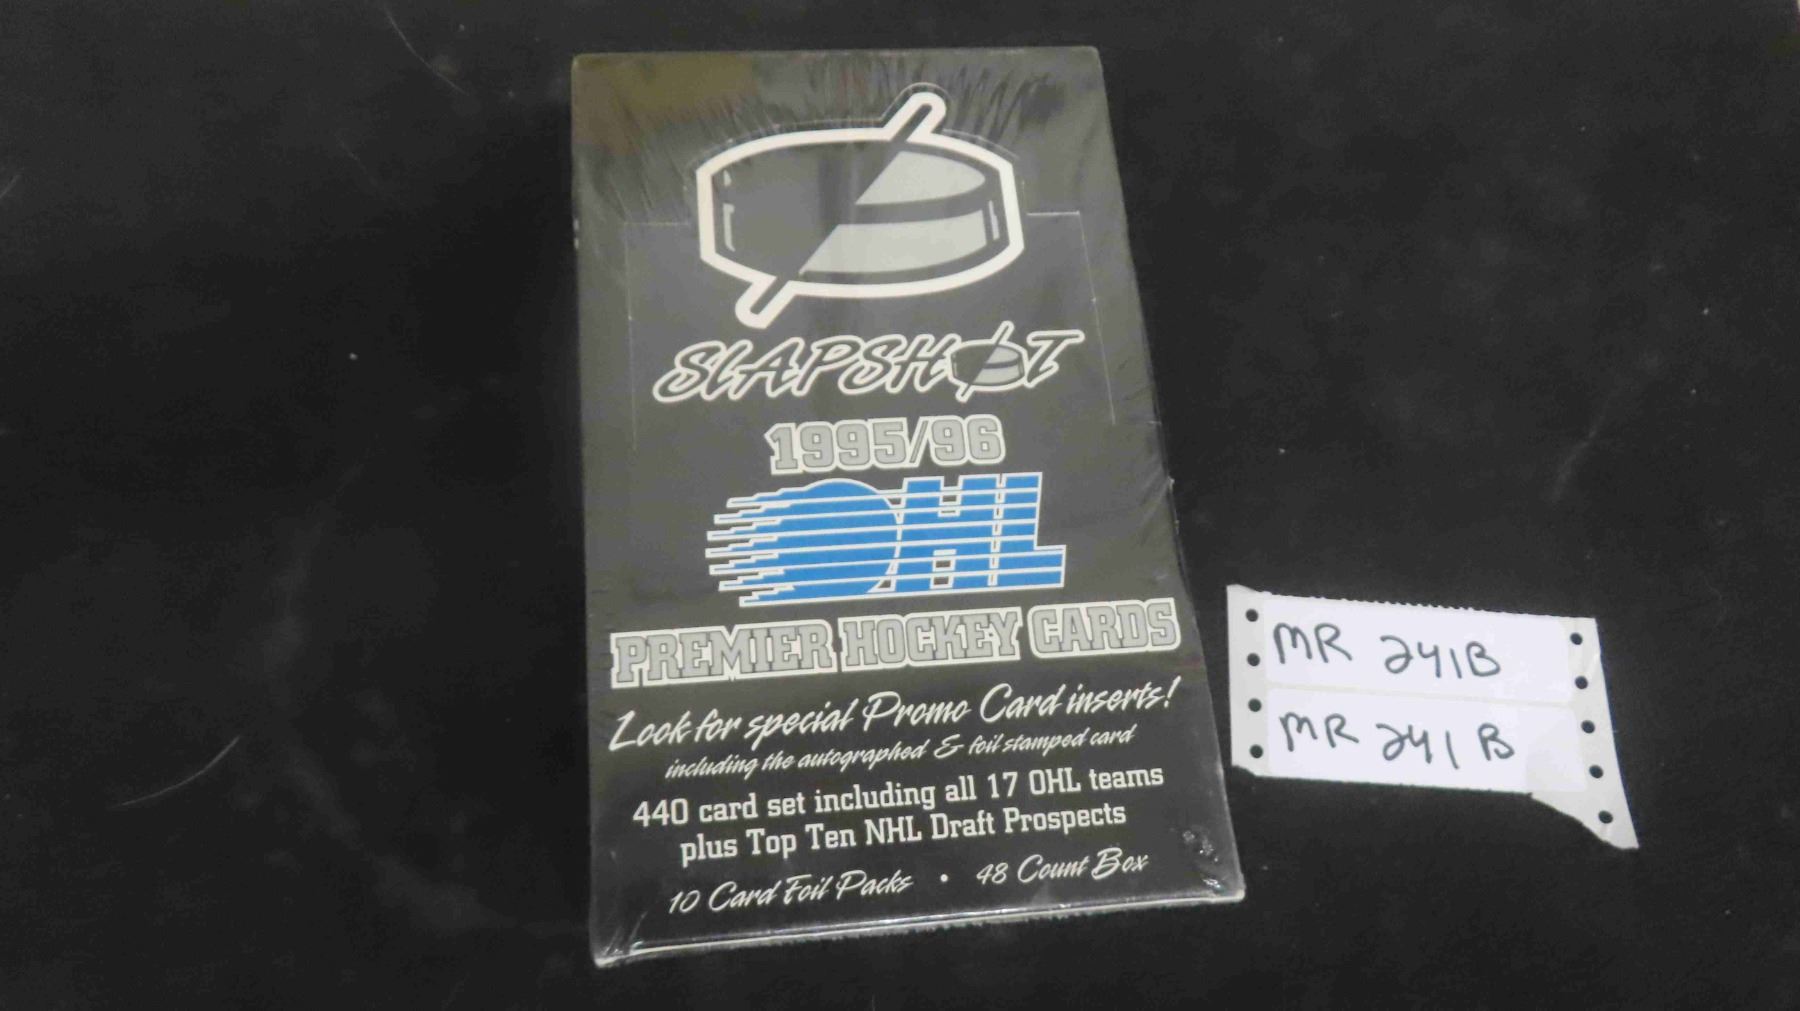 SLAPSHOT
1995/96
OHL
PREMIER HOCKEY CARDS
Look for special Promo Card inserts!
including the autographed & foil stamped card
440 card set including all 17 OHL teams
plus Top Ten NHL Draft Prospects
10 Card Foil Packs • 48 Count Box
MR 241B
MR 241B